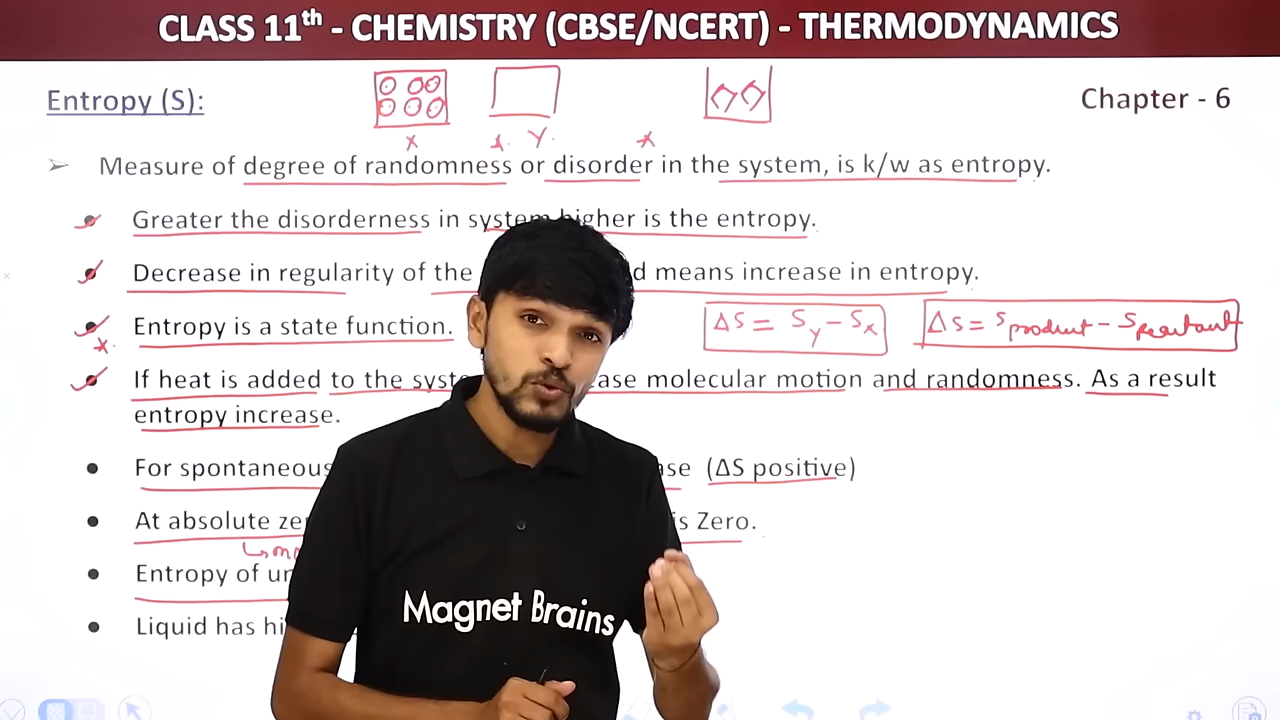 CLASS 11th - CHEMISTRY (CBSE/NCERT) - THERMODYNAMICS
Entropy (S):
Chapter - 6
X
Y
➢ Measure of degree of randomness or disorder in the system, is k/w as entropy.
• Greater the disorderness in system higher is the entropy.
• Decrease in regularity of the d means increase in entropy.
• Entropy is a state function.
ΔS = Sy - Sx
ΔS = Sproduct - Sreactant
• If heat is added to the syste ase molecular motion and randomness. As a result
entropy increase.
• For spontaneous ase (ΔS positive)
• At absolute zer is Zero.
• Entropy of un
• Liquid has hi
Magnet Brains